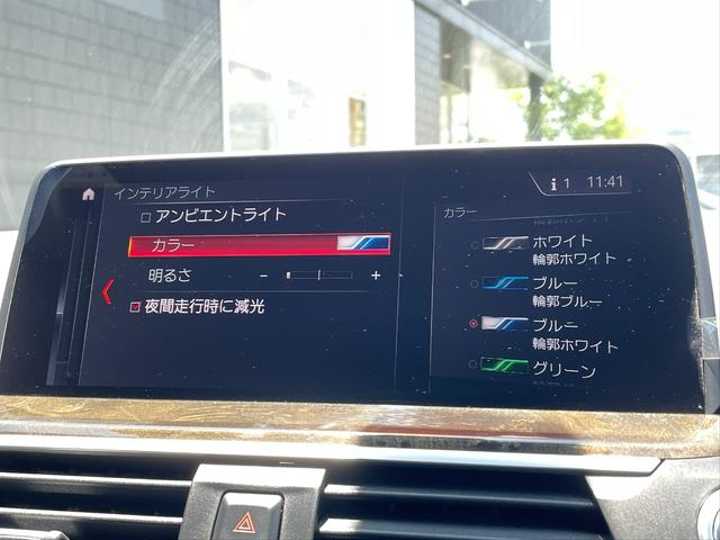 インテリアライト
i 1 11:41
アンビエントライト
カラー
明るさ - +
夜間走行時に減光
カラー
ホワイト
輪郭ホワイト
ブルー
輪郭ブルー
ブルー
輪郭ホワイト
グリーン